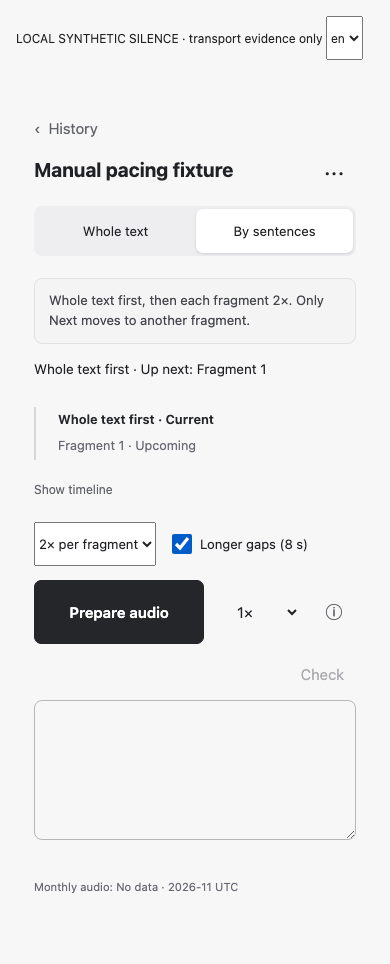 LOCAL SYNTHETIC SILENCE · transport evidence only en
‹ History
Manual pacing fixture ...
Whole text By sentences
Whole text first, then each fragment 2×. Only
Next moves to another fragment.
Whole text first · Up next: Fragment 1
Whole text first · Current
Fragment 1 · Upcoming
Show timeline
2× per fragment Longer gaps (8 s)
Prepare audio 1× ⓘ
Check
Monthly audio: No data · 2026-11 UTC